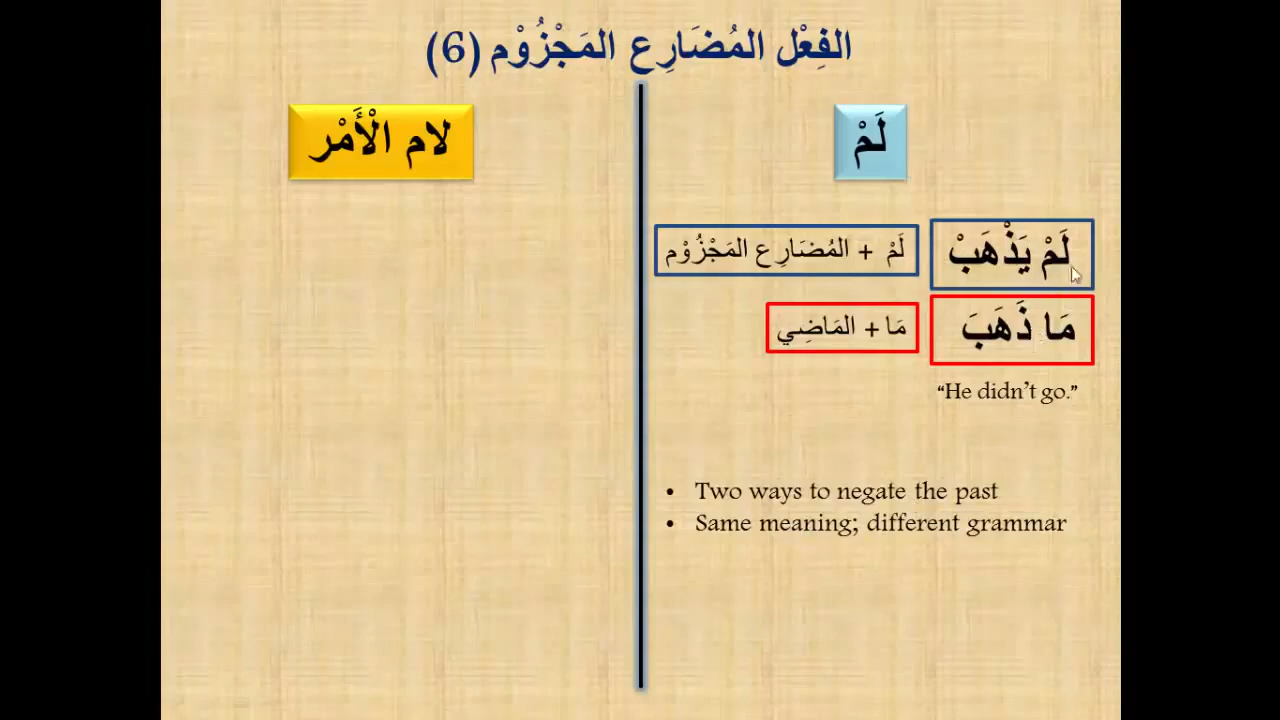 الفِعْل المُضَارِع المَجْزُوْم (6)
لَمْ
لَمْ يَذْهَبْ
لَمْ + المُضَارِع المَجْزُوْم
مَا ذَهَبَ
مَا + المَاضِي
“He didn’t go.”
• Two ways to negate the past
• Same meaning; different grammar
لام الْأَمْر